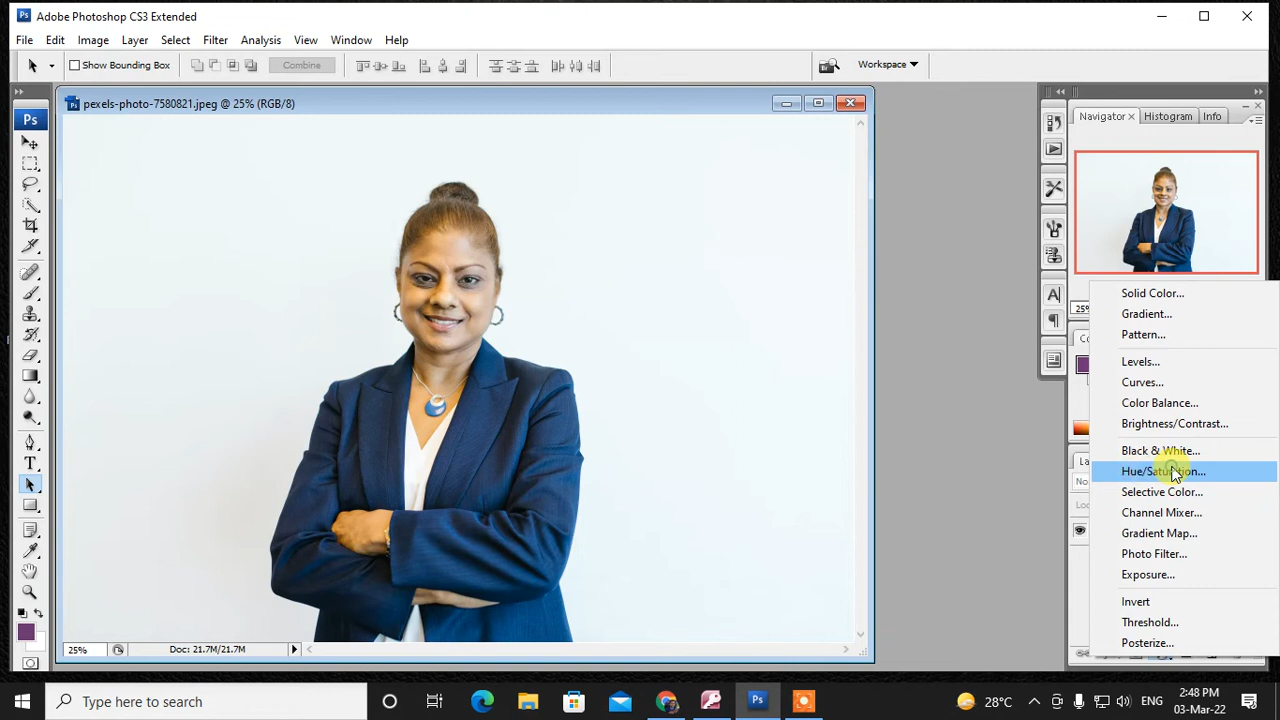 Adobe Photoshop CS3 Extended
File Edit Image Layer Select Filter Analysis View Window Help
Show Bounding Box Combine Workspace
pexels-photo-7580821.jpeg @ 25% (RGB/8)
Ps
Navigator Histogram Info
Solid Color...
Gradient...
Pattern...
Levels...
Curves...
Color Balance...
Brightness/Contrast...
Black & White...
Selective Color...
Channel Mixer...
Gradient Map...
Photo Filter...
Exposure...
Invert
Threshold...
Posterize...
25% Doc: 21.7M/21.7M
Type here to search
28°C ENG 2:48 PM
03-Mar-22